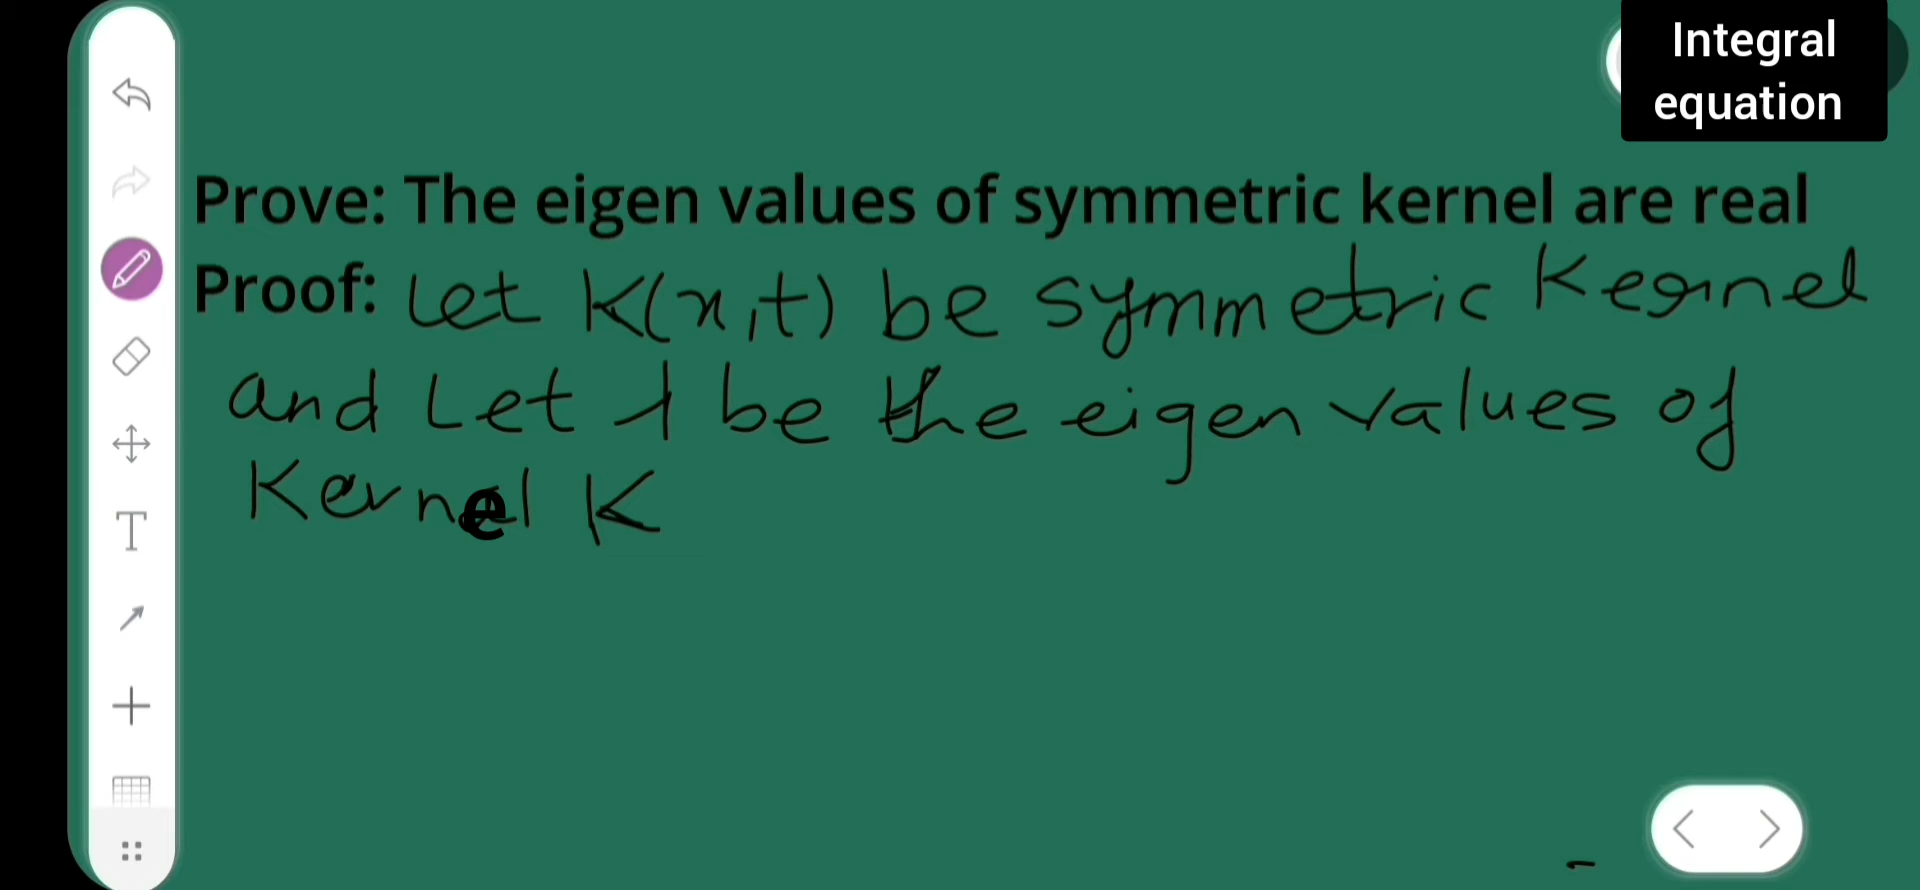 Integral
equation
Prove: The eigen values of symmetric kernel are real
Proof: Let K(x,t) be symmetric Kernel
and Let λ be the eigen values of
Kernel K
T